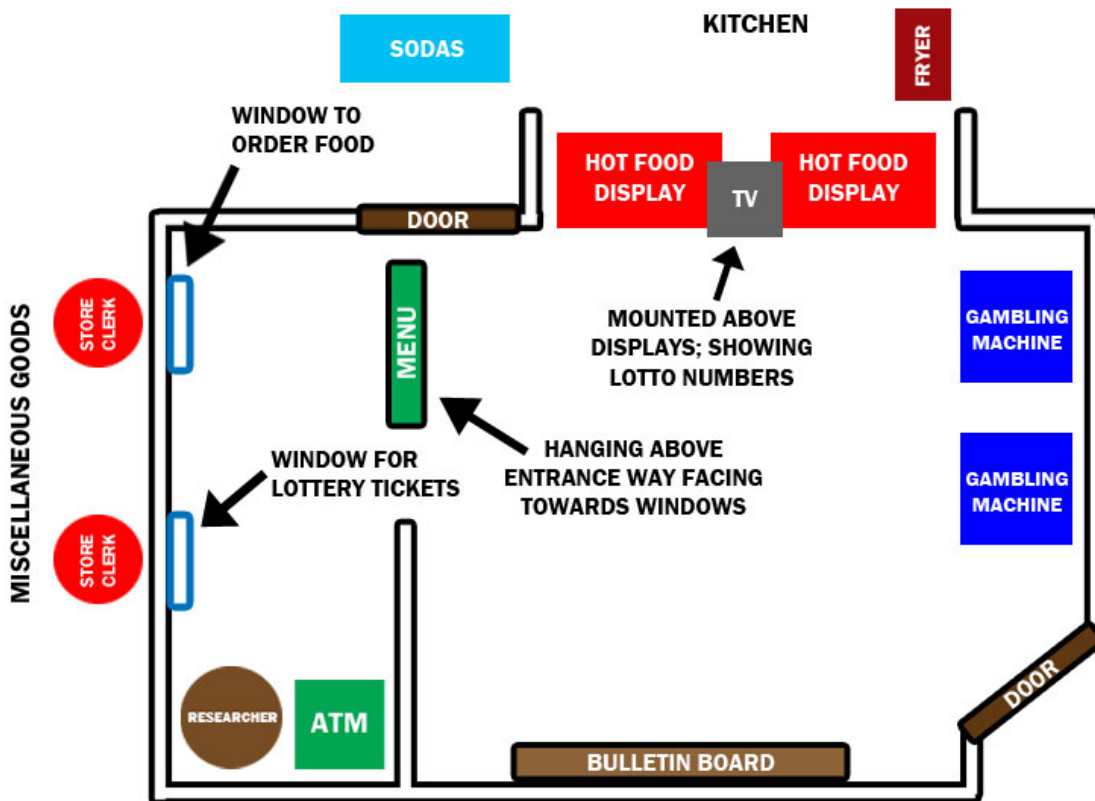 KITCHEN
SODAS
FRYER
WINDOW TO
ORDER FOOD
HOT FOOD
DISPLAY
TV
HOT FOOD
DISPLAY
DOOR
MISCELLANEOUS GOODS
STORE
CLERK
MENU
MOUNTED ABOVE
DISPLAYS; SHOWING
LOTTO NUMBERS
GAMBLING
MACHINE
WINDOW FOR
LOTTERY TICKETS
HANGING ABOVE
ENTRANCE WAY FACING
TOWARDS WINDOWS
GAMBLING
MACHINE
STORE
CLERK
RESEARCHER
ATM
DOOR
BULLETIN BOARD